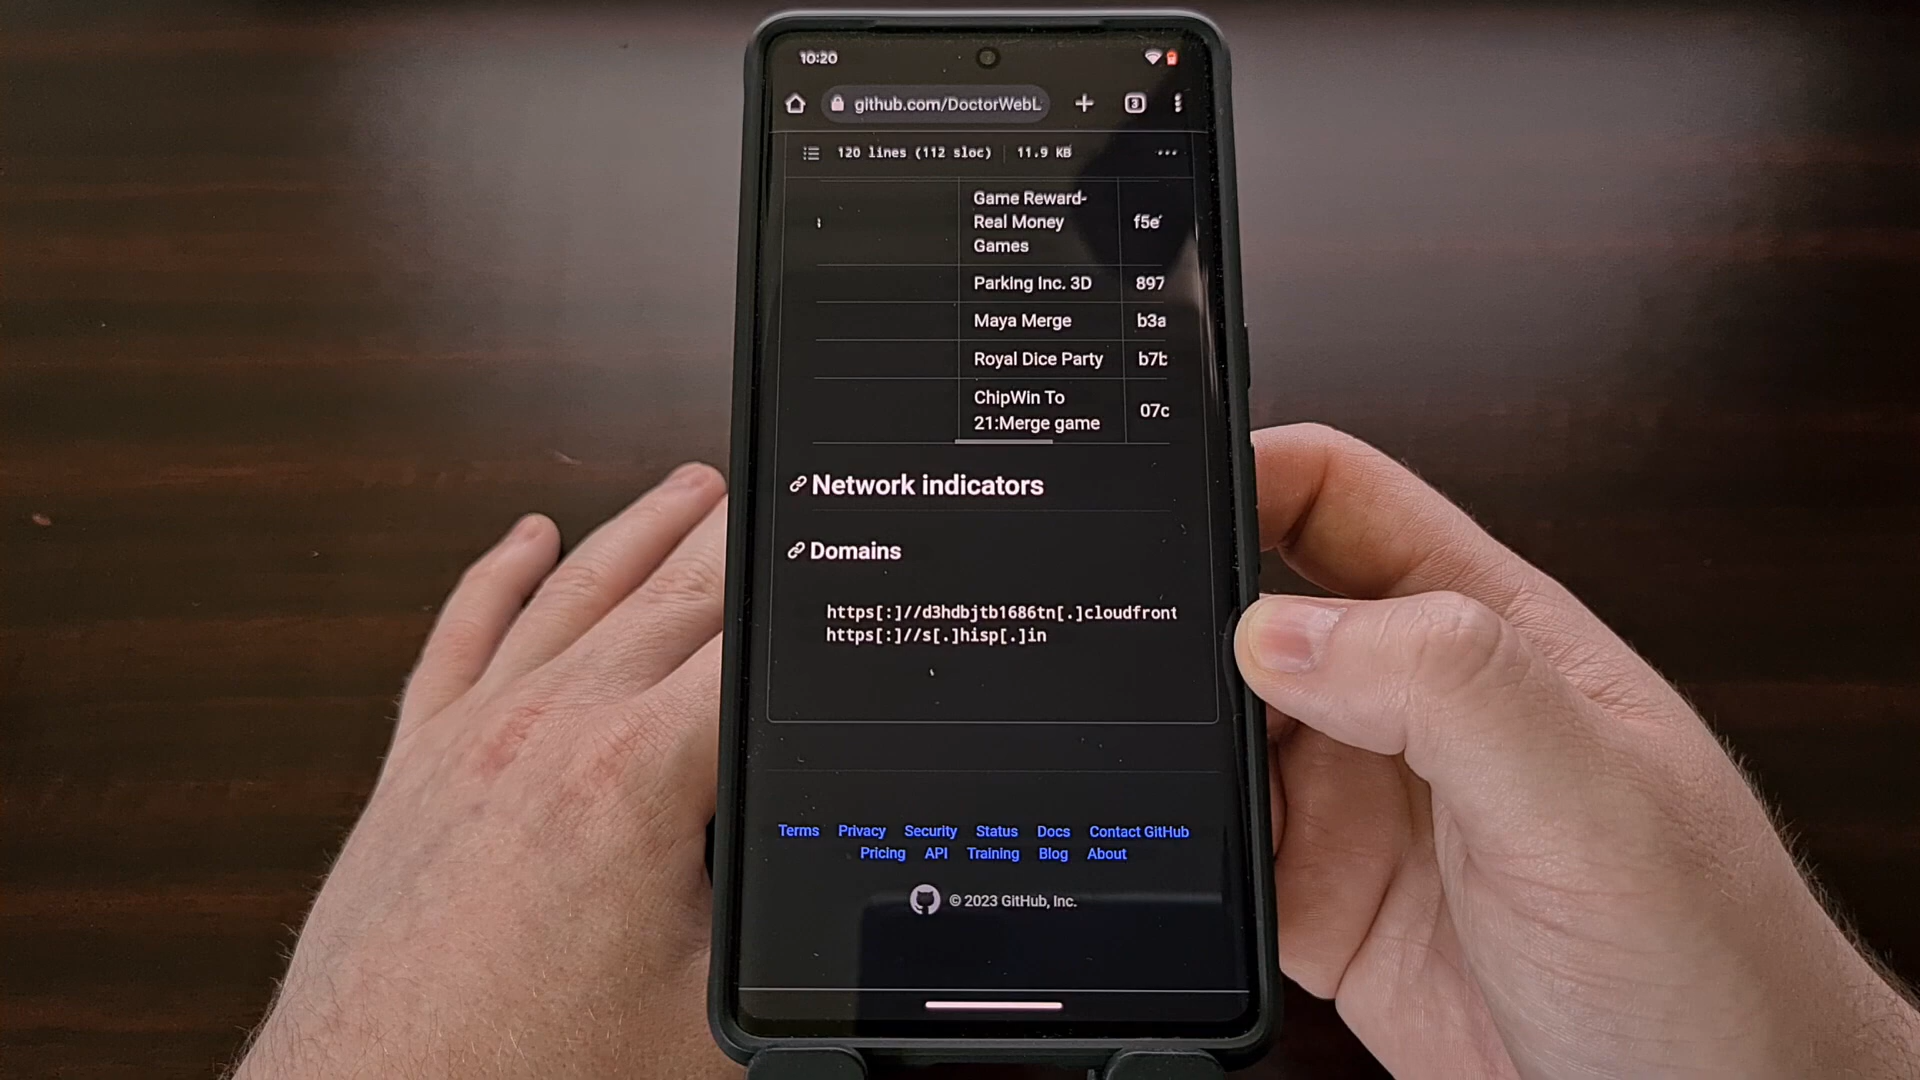 10:20
github.com/DoctorWebL
3
120 lines (112 sloc) 11.9 KB
Game Reward-
Real Money
Games
f5e
Parking Inc. 3D 897
Maya Merge b3a
Royal Dice Party b7b
ChipWin To
21:Merge game
07c
Network indicators
Domains
https[:]//d3hdbjtb1686tn[.]cloudfront
https[:]//s[.]hisp[.]in
Terms Privacy Security Status Docs Contact GitHub
Pricing API Training Blog About
© 2023 GitHub, Inc.